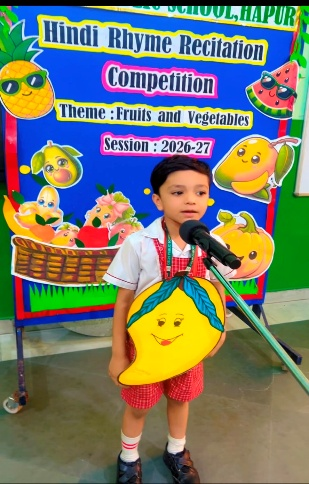 SCHOOL, HAPUR
Hindi Rhyme Recitation
Competition
Theme : Fruits and Vegetables
Session : 2026-27